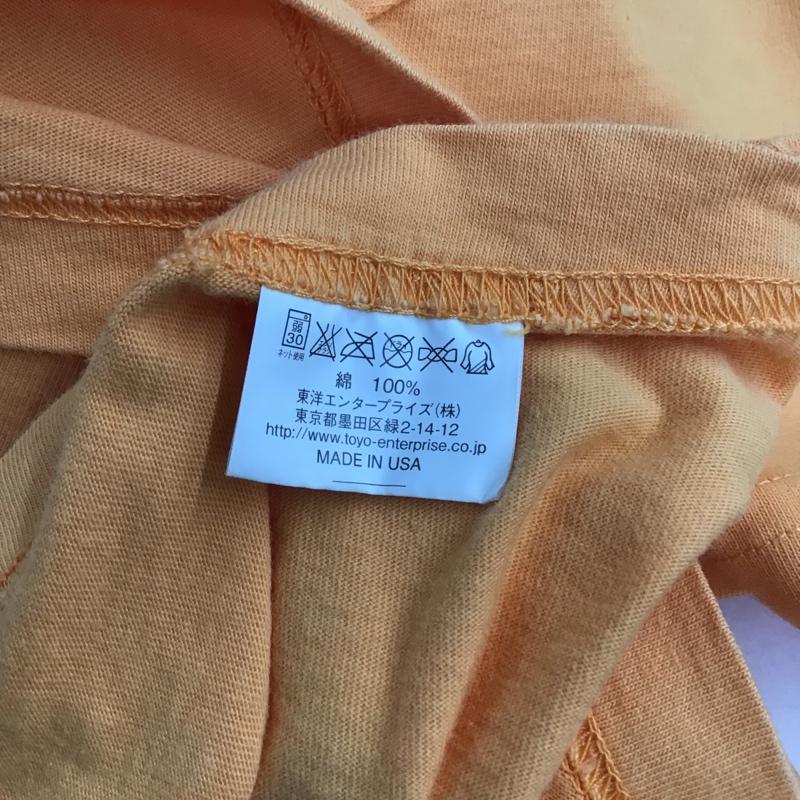 弱
30
ネット使用
綿 100%
東洋エンタープライズ(株)
東京都墨田区緑2-14-12
http://www.toyo-enterprise.co.jp
MADE IN USA